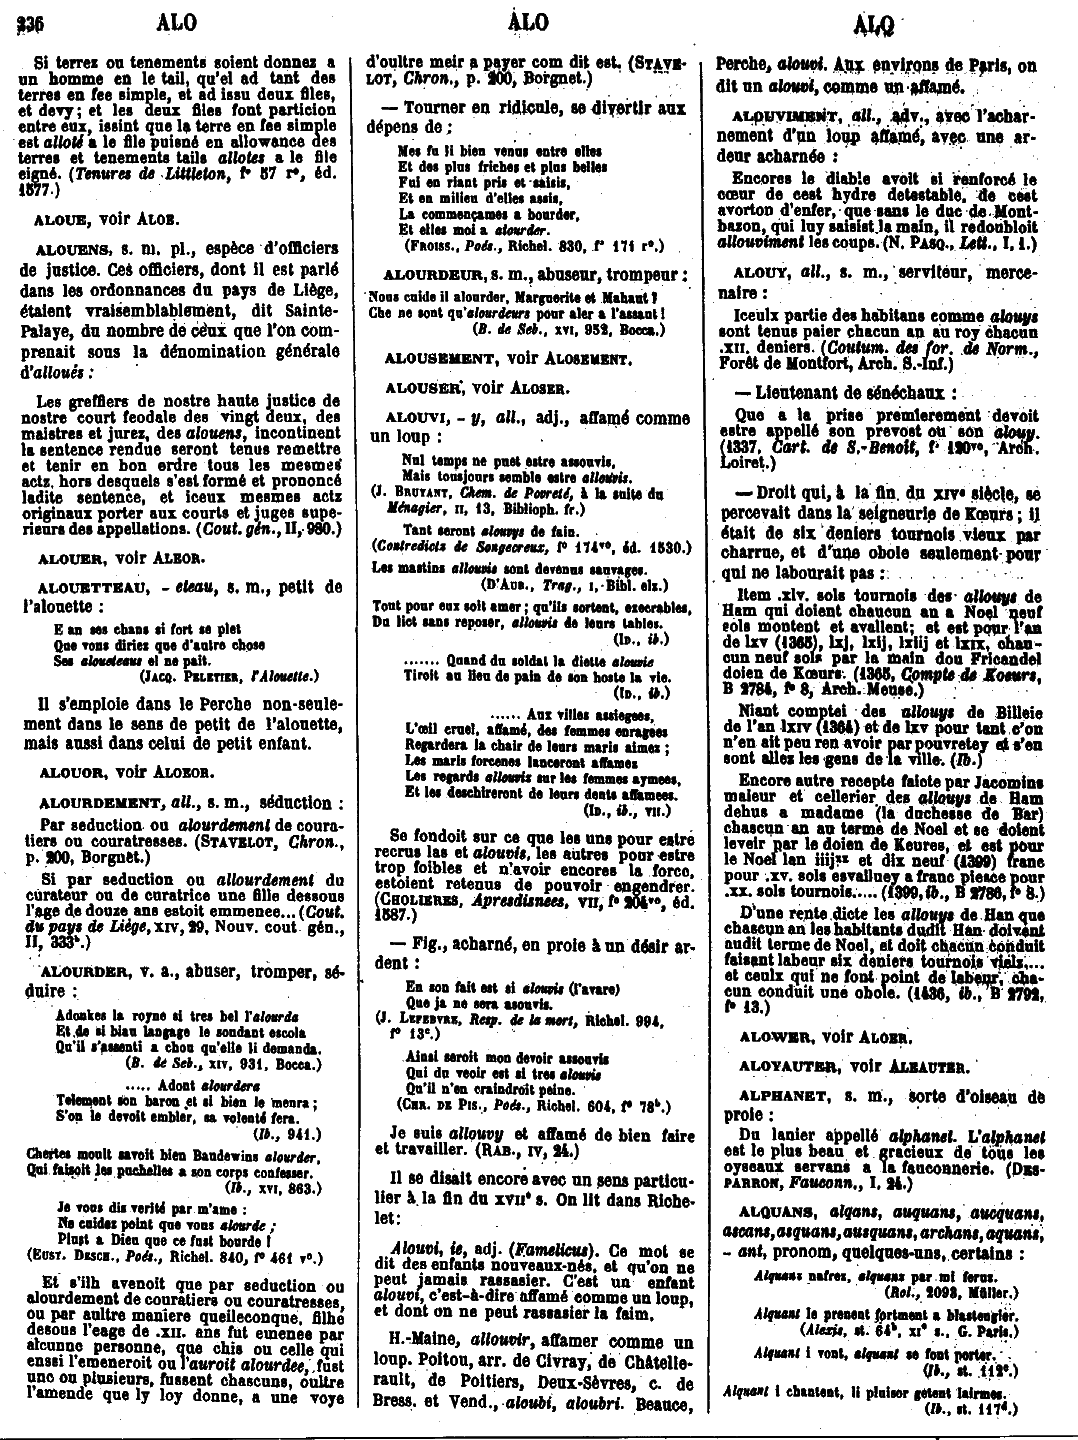 236 ALO ALO ALQ
Si terrez ou tenements soient donnez a
un homme en le tail, qu'el ad tant des
terres en fee simple, et ad issu deux files,
et devy ; et les deux files font particion
entre eux, issint que la terre en fee simple
est alloté a le file puisné en allowance des
terres et tenements tails allotes a le file
eigné. (Tenures de Littleton, f° 57 r°, éd.
1577.)
ALOUE, voir ALOE.
ALOUENS, s. m. pl., espèce d'officiers
de justice. Ces officiers, dont il est parlé
dans les ordonnances du pays de Liège,
étaient vraisemblablement, dit Sainte-
Palaye, du nombre de ceux que l'on com-
prenait sous la dénomination générale
d'alloués :
Les greffiers de nostre haute justice de
nostre court feodale des vingt deux, des
maistres et jurez, des alouens, incontinent
la sentence rendue seront tenus remettre
et tenir en bon ordre tous les mesmes
actz, hors desquels s'est formé et prononcé
ladite sentence, et iceux mesmes actz
originaux porter aux courts et juges supe-
rieurs des appellations. (Cout. gén., II, 980.)
ALOUER, voir ALEOR.
ALOUETTEAU, - eteau, s. m., petit de
l'alouette :
E an ses chans si fort se plet
Que vous diriez que d'autre chose
Ses aloueteaus el ne pait.
(JACQ. PELETIER, l'Alouette.)
Il s'emploie dans le Perche non-seule-
ment dans le sens de petit de l'alouette,
mais aussi dans celui de petit enfant.
ALOUOR, voir ALOEOR.
ALOURDEMENT, all., s. m., séduction :
Par seduction ou alourdement de coura-
tiers ou couratresses. (STAVELOT, Chron.,
p. 200, Borgnet.)
Si par seduction ou allourdement du
curateur ou de curatrice une fille dessous
l'age de douze ans estoit emmenee... (Cout.
du pays de Liége, XIV, 29, Nouv. cout gén.,
II, 333ᵇ.)
ALOURDER, v. a., abuser, tromper, sé-
duire :
Adonkes la royne si tres bel l'alourda
Et de si biau langage le sondant escola
Qu'il s'assenti a chou qu'elle li demanda.
(B. de Seb., XIV, 931, Bocca.)
..... Adont alourdera
Telement son baron et si bien le menra ;
S'on le devoit embler, sa volenté fera.
(Ib., 941.)
Chertes moult savoit bien Baudewins alourder,
Qui faisoit les puchelles a son corps confesser.
(Ib., XVI, 863.)
Je vous dis verité par m'ame :
Ne cuidez point que vous alourde ;
Plust a Dieu que ce fust bourde !
(EUST. DESCH., Poés., Richel. 840, f° 461 v°.)
Et s'ilh avenoit que par seduction ou
alourdement de couratiers ou couratresses,
ou par aultre maniere queileconque, filhe
desous l'eage de .XII. ans fut emenee par
alcunne personne, que chis ou celle qui
enssi l'emeneroit ou l'auroit alourdee, fust
uno ou plusieurs, fussent chascuns, oultre
l'amende que ly loy donne, a une voye
d'oultre meir a payer com dit est. (STAVE-
LOT, Chron., p. 200, Borgnet.)
— Tourner en ridicule, se divertir aux
dépens de :
Mes fu li bien venus entre elles
Et des plus friches et plus belles
Fui en riant pris et saisis,
Et en milieu d'elles assis,
La commençames a bourder,
Et elles moi a alourder.
(FROISS., Poés., Richel. 830, f° 171 r°.)
ALOURDEUR, s. m., abuseur, trompeur :
Nous cuide il alourder, Marguerite et Mahaut ?
Che ne sont qu'alourdeurs pour aler a l'assaut !
(B. de Seb., XVI, 952, Bocca.)
ALOUSEMENT, voir ALOSEMENT.
ALOUSER, voir ALOSER.
ALOUVI, - y, all., adj., affamé comme
un loup :
Nul temps ne puet estre assouvis,
Mais tousjours semble estre allouvis.
(J. BRUYANT, Chem. de Povreté, à la suite du
Ménagier, II, 13, Biblioph. fr.)
Tant seront alouvys de fain.
(Contredictz de Songecreux, f° 174ᵛᵒ, éd. 1530.)
Les mastins allouvis sont devenus sauvages.
(D'AUB., Trag., I, Bibl. elz.)
Tout pour eux soit amer ; qu'ils sortent, execrables,
Du lict sans reposer, allouvis de leurs tables.
(ID., ib.)
....... Quand du soldat la diette alouvie
Tiroit au lieu de pain de son hoste la vie.
(ID., ib.)
...... Aux villes assiegees,
L'œil cruel, affamé, des femmes enragees
Regardera la chair de leurs maris aimez ;
Les maris forcenes lanceront affames
Les regards allouvis sur les femmes aymees,
Et les deschireront de leurs dents affamees.
(ID., ib., VII.)
Se fondoit sur ce que les uns pour estre
recrus las et alouvis, les autres pour estre
trop foibles et n'avoir encores la force,
estoient retenus de pouvoir engendrer.
(CHOLIERES, Apresdisnees, VII, f° 204ᵛᵒ, éd.
1587.)
— Fig., acharné, en proie à un désir ar-
dent :
En son fait est si alouvis (l'avare)
Que ja ne sera asouvis.
(J. LEFEBVRE, Resp. de la mort, Richel. 994,
f° 13ᶜ.)
Ainsi seroit mon devoir assouvis
Qui du veoir est si tres alouvis
Qu'il n'en craindroit peine.
(CHR. DE PIS., Poés., Richel. 604, f° 78ᵇ.)
Je suis allouvy et affamé de bien faire
et travailler. (RAB., IV, 24.)
Il se disait encore avec un sens particu-
lier à la fin du XVIIᵉ s. On lit dans Riche-
let :
Alouvi, ie, adj. (Famelicus). Ce mot se
dit des enfants nouveaux-nés, et qu'on ne
peut jamais rassasier. C'est un enfant
alouvi, c'est-à-dire affamé comme un loup,
et dont on ne peut rassasier la faim.
H.-Maine, allouvir, affamer comme un
loup. Poitou, arr. de Civray, de Châtelle-
rault, de Poitiers, Deux-Sèvres, c. de
Bress. et Vend., aloubi, aloubri. Beauce,
Perche, alouvi. Aux environs de Paris, on
dit un alouvi, comme un affamé.
ALOUVIMENT, all., adv., avec l'achar-
nement d'un loup affamé, avec une ar-
deur acharnée :
Encores le diable avoit si renforcé le
cœur de cest hydre detestable, de cest
avorton d'enfer, que sans le duc de Mont-
bazon, qui luy saisist la main, il redoubloit
allouviment les coups. (N. PASQ., Lett., I, 1.)
ALOUY, all., s. m., serviteur, merce-
naire :
Iceulx partie des habitans comme alouys
sont tenus paier chacun an au roy chacun
.XII. deniers. (Coutum. des for. de Norm.,
Forêt de Montfort, Arch. S.-Inf.)
— Lieutenant de sénéchaux :
Que a la prise premierement devoit
estre appellé son prevost ou son alouy.
(1337, Cart. de S.-Benoit, f° 120ᵛᵒ, Arch.
Loiret.)
— Droit qui, à la fin du XIVᵉ siècle, se
percevait dans la seigneurie de Kœurs ; il
était de six deniers tournois vieux par
charrue, et d'une obole seulement pour
qui ne labourait pas :
Item .xlv. sols tournois des allouys de
Ham qui doient chaucun an a Noel neuf
sols montent et avallent; et est pour l'an
de lxv (1365), lxj, lxij, lxiij et lxix, chau-
cun neuf sols par la main dou Fricandel
doien de Kœurs. (1365, Compte de Koeurs,
B 2784, f° 8, Arch. Meuse.)
Niant comptei des allouys de Billeie
de l'an lxiv (1364) et de lxv pour tant c'on
n'en ait peu ren avoir par pouvretey et s'en
sont allez les gens de la ville. (Ib.)
Encore autre recepte faicte par Jacomins
maieur et cellerier des allouys de Ham
dehus a madame (la duchesse de Bar)
chascun an au terme de Noel et se doient
leveir par le doien de Keures, et est pour
le Noel lan iiijˣˣ et dix neuf (1399) franc
pour .xv. sols esvalluey a franc piesce pour
.xx. sols tournois..... (1399, ib., B 2786, f° 8.)
D'une rente dicte les allouys de Han que
chascun an les habitants dudit Han doivent
audit terme de Noel, et doit chacun conduit
faisant labeur six deniers tournois vielz....
et ceulx qui ne font point de labeur, cha-
cun conduit une obole. (1436, ib., B 2792,
f° 13.)
ALOWER, voir ALOER.
ALOYAUTER, voir ALEAUTER.
ALPHANET, s. m., sorte d'oiseau de
proie :
Du lanier appellé alphanet. L'alphanet
est le plus beau et gracieux de tous les
oyseaux servans a la fauconnerie. (DES-
PARRON, Fauconn., I, 24.)
ALQUANS, alqans, auquans, aucquans,
ascans, asquans, ausquans, archans, aquans,
- ant, pronom, quelques-uns, certains :
Alquans nafrez, alquans par mi ferus.
(Rol., 2093, Müller.)
Alquant le prenent fortment a blastengier.
(Alexis, st. 64ᵇ, XIᵉ s., G. Paris.)
Alquant i vont, alquant se font porter.
(Ib., st. 112ᵉ.)
Alquant i chantent, li pluisor getent lairmes.
(Ib., st. 117ᵈ.)